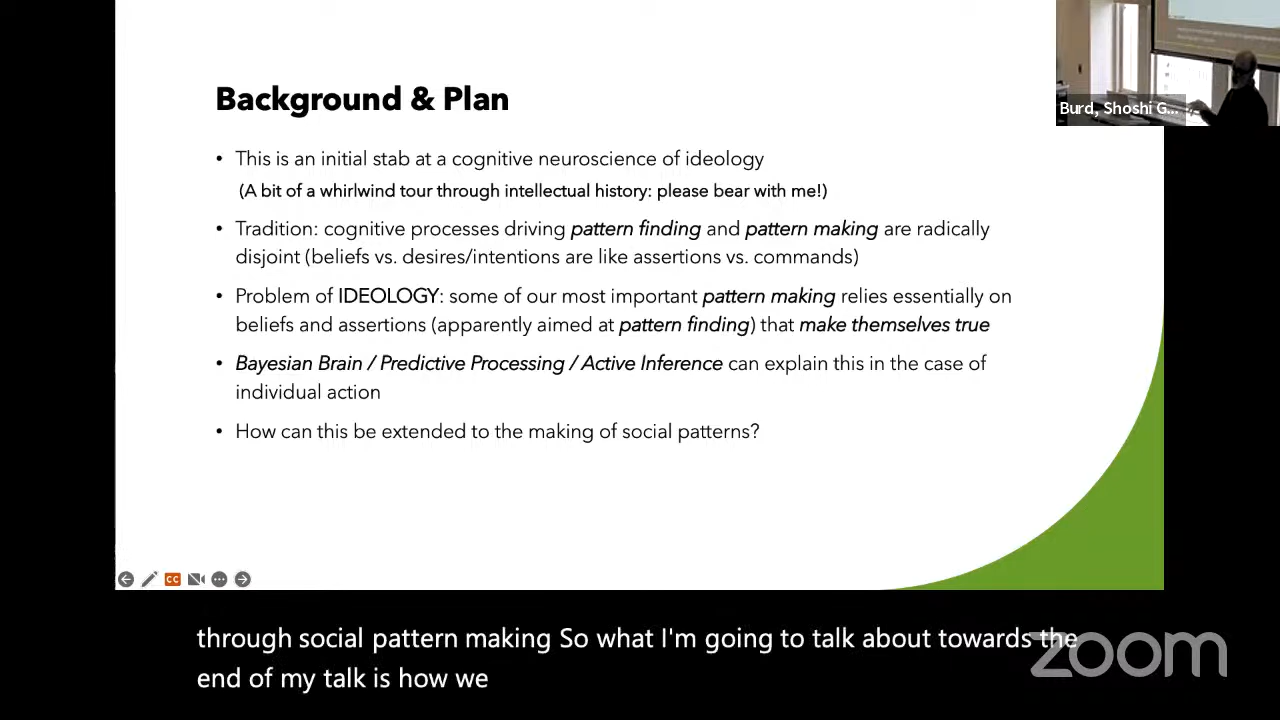 Background & Plan
• This is an initial stab at a cognitive neuroscience of ideology
(A bit of a whirlwind tour through intellectual history: please bear with me!)
• Tradition: cognitive processes driving pattern finding and pattern making are radically
disjoint (beliefs vs. desires/intentions are like assertions vs. commands)
• Problem of IDEOLOGY: some of our most important pattern making relies essentially on
beliefs and assertions (apparently aimed at pattern finding) that make themselves true
• Bayesian Brain / Predictive Processing / Active Inference can explain this in the case of
individual action
• How can this be extended to the making of social patterns?
Burd, Shoshi G...
CC
through social pattern making So what I'm going to talk about towards the
end of my talk is how we
zoom